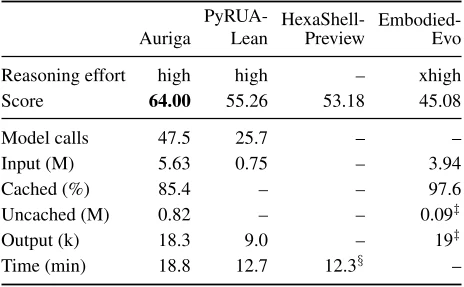 PyRUA- HexaShell- Embodied-
Auriga Lean Preview Evo
Reasoning effort high high – xhigh
Score 64.00 55.26 53.18 45.08
Model calls 47.5 25.7 – –
Input (M) 5.63 0.75 – 3.94
Cached (%) 85.4 – – 97.6
Uncached (M) 0.82 – – 0.09‡
Output (k) 18.3 9.0 – 19‡
Time (min) 18.8 12.7 12.3§ –